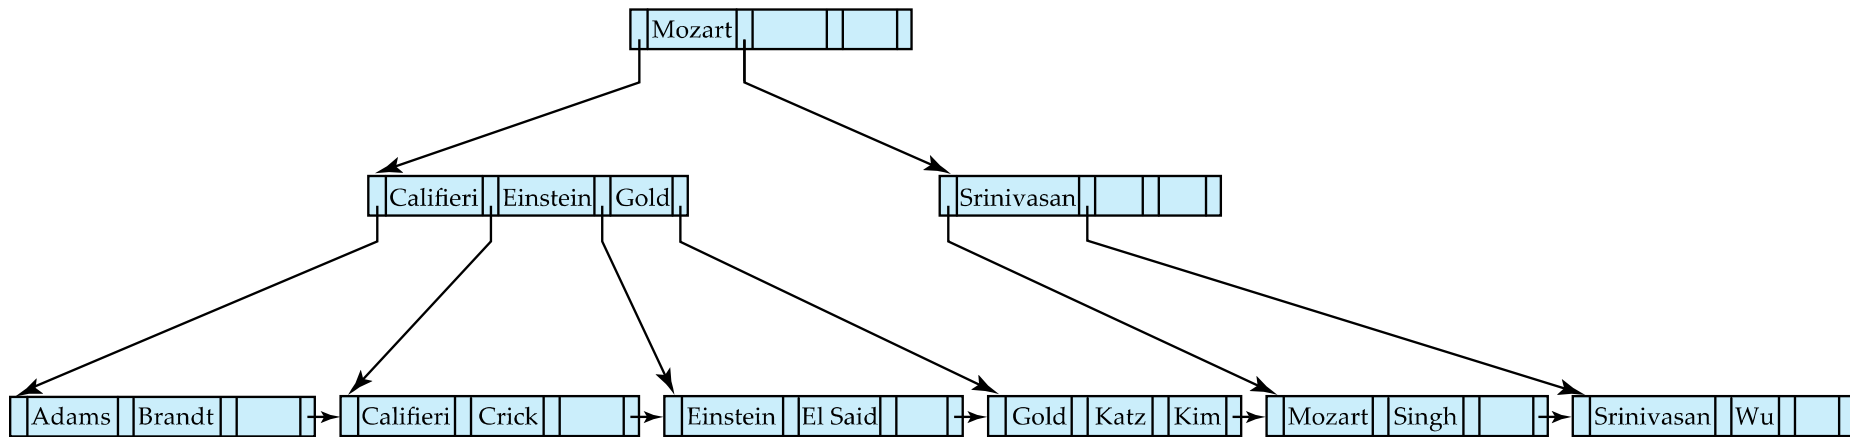 Mozart
Califieri Einstein Gold Srinivasan
Adams Brandt Califieri Crick Einstein El Said Gold Katz Kim Mozart Singh Srinivasan Wu